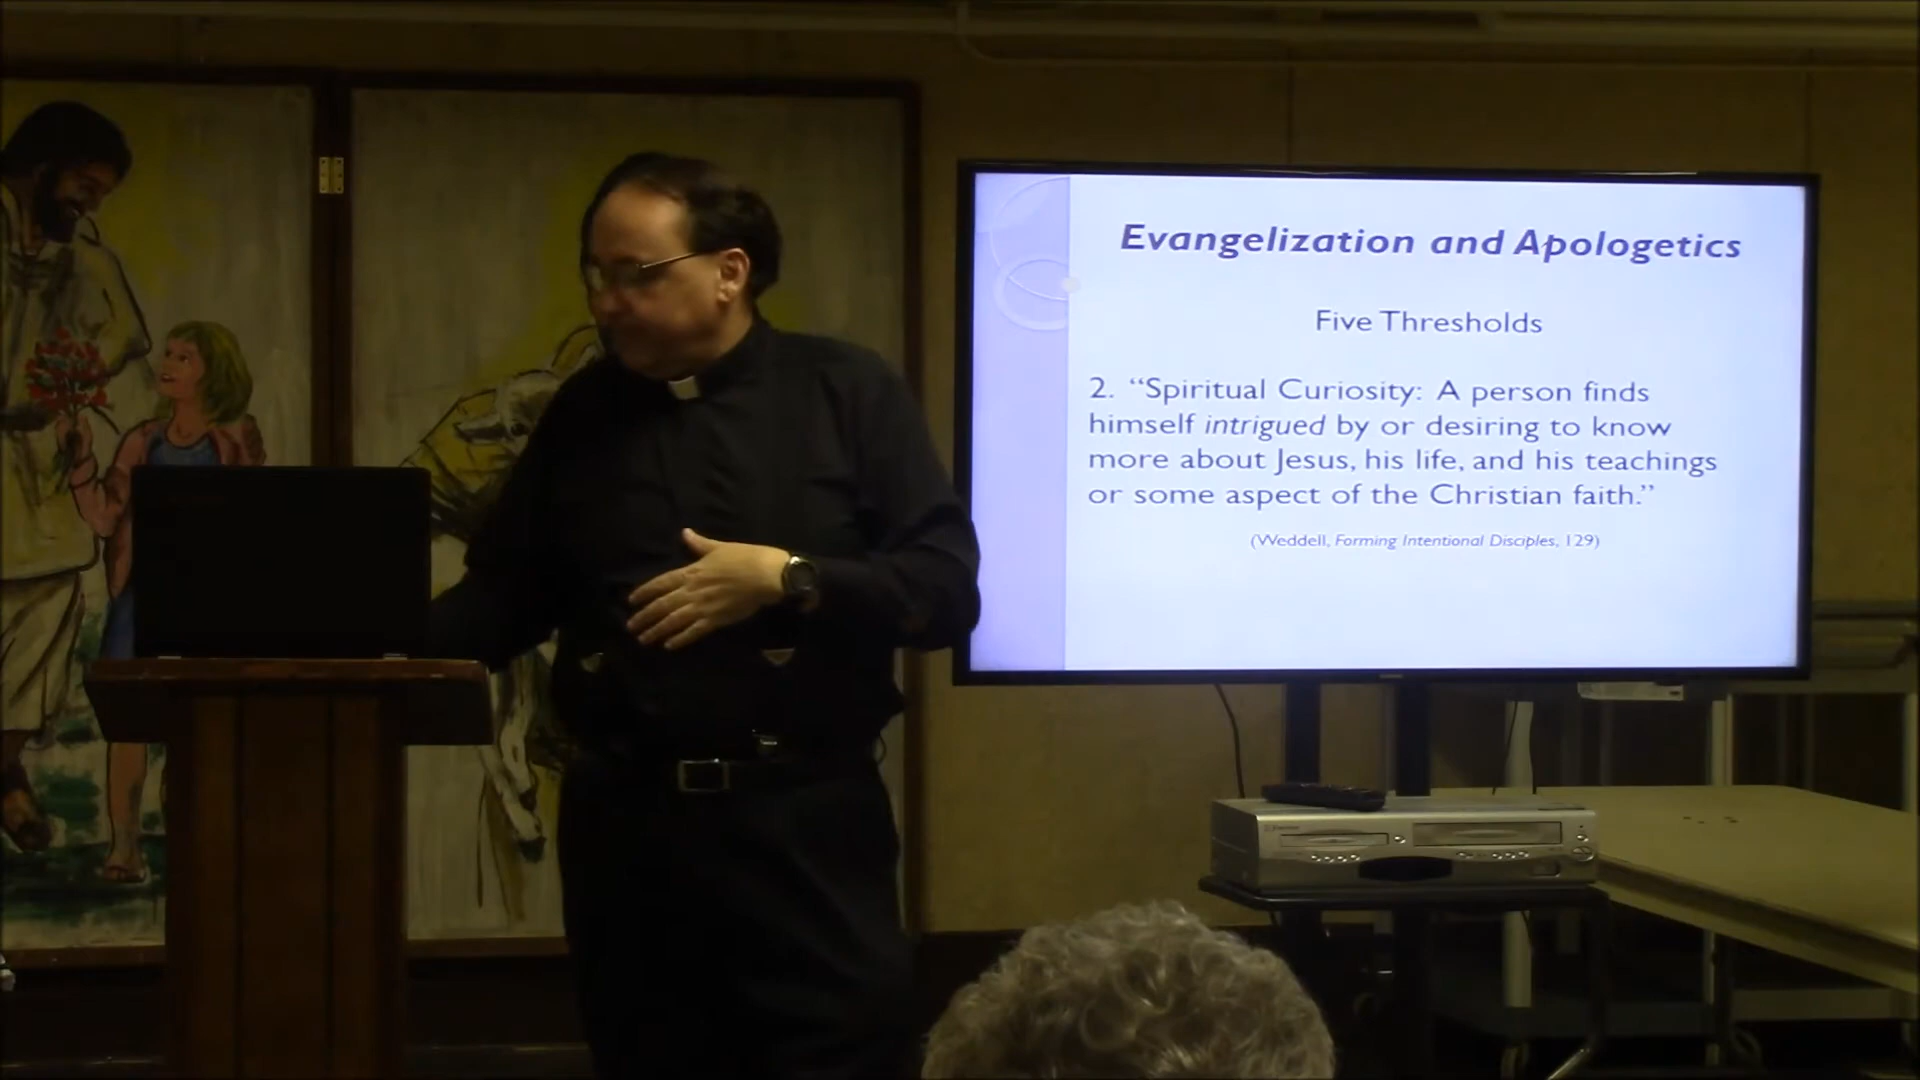 Evangelization and Apologetics
Five Thresholds
2. “Spiritual Curiosity: A person finds
himself intrigued by or desiring to know
more about Jesus, his life, and his teachings
or some aspect of the Christian faith.”
(Weddell, Forming Intentional Disciples, 129)